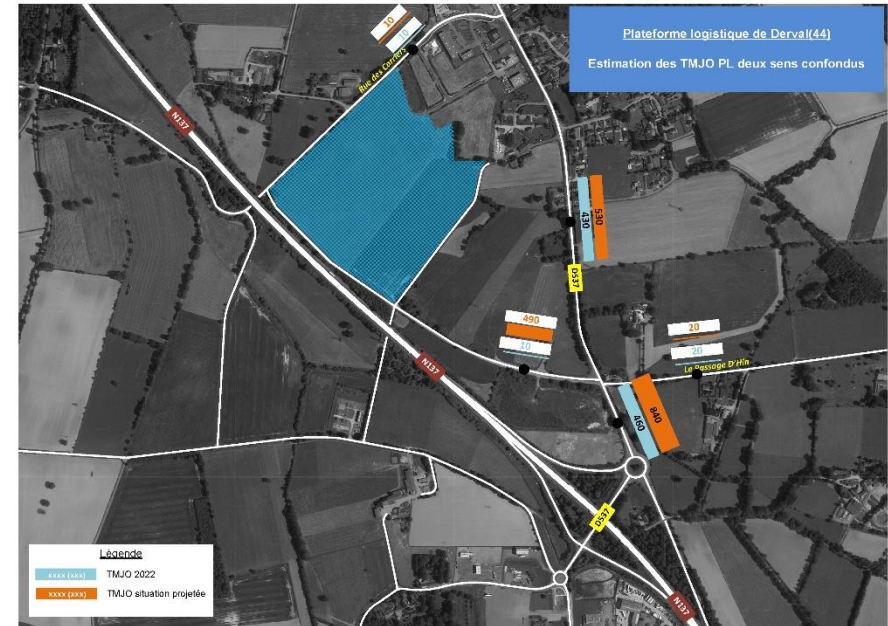 Plateforme logistique de Derval(44)
Estimation des TMJO PL deux sens confondus
10
10
Rue des Carriers
N137
430
530
D537
490
10
20
20
Le Passage D'Hin
N137
460
840
D537
N137
Légende
xxxx (xxx) TMJO 2022
xxxx (xxx) TMJO situation projetée